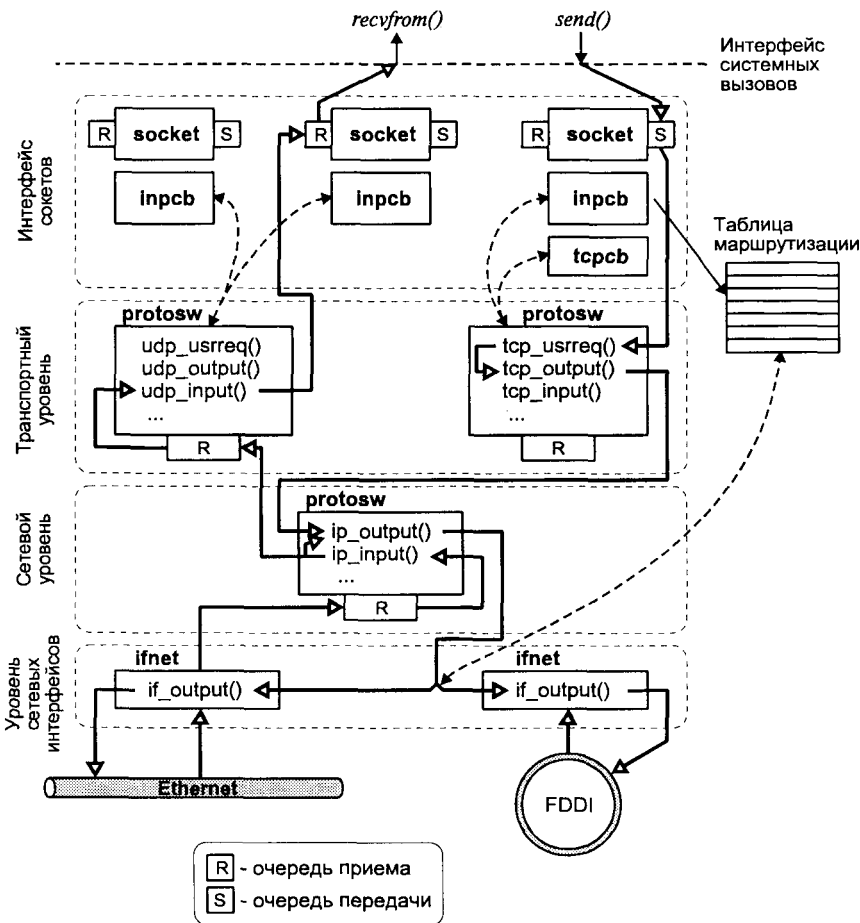 recvfrom()
send()
Интерфейс
системных
вызовов
Интерфейс
сокетов
R
socket
S
R
socket
S
R
socket
S
inpcb
inpcb
inpcb
tcpcb
Таблица
маршрутизации
Транспортный
уровень
protosw
udp_usrreq()
udp_output()
udp_input()
...
R
protosw
tcp_usrreq()
tcp_output()
tcp_input()
...
R
Сетевой
уровень
protosw
ip_output()
ip_input()
...
R
Уровень
сетевых
интерфейсов
ifnet
if_output()
ifnet
if_output()
Ethernet
FDDI
R - очередь приема
S - очередь передачи